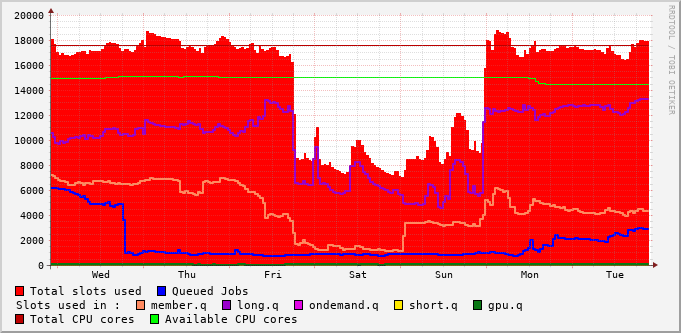 20000
18000
16000
14000
12000
10000
8000
6000
4000
2000
0
Wed Thu Fri Sat Sun Mon Tue
RRDTOOL / TOBI OETIKER
Total slots used Queued Jobs
Slots used in : member.q long.q ondemand.q short.q gpu.q
Total CPU cores Available CPU cores